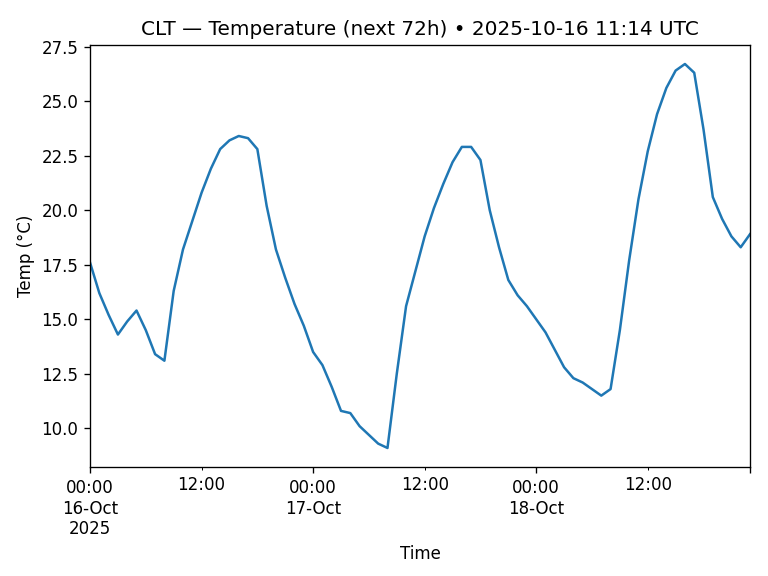 CLT — Temperature (next 72h) • 2025-10-16 11:14 UTC
Temp (°C)
27.5
25.0
22.5
20.0
17.5
15.0
12.5
10.0
00:00 12:00 00:00 12:00 00:00 12:00
16-Oct 17-Oct 18-Oct
2025
Time